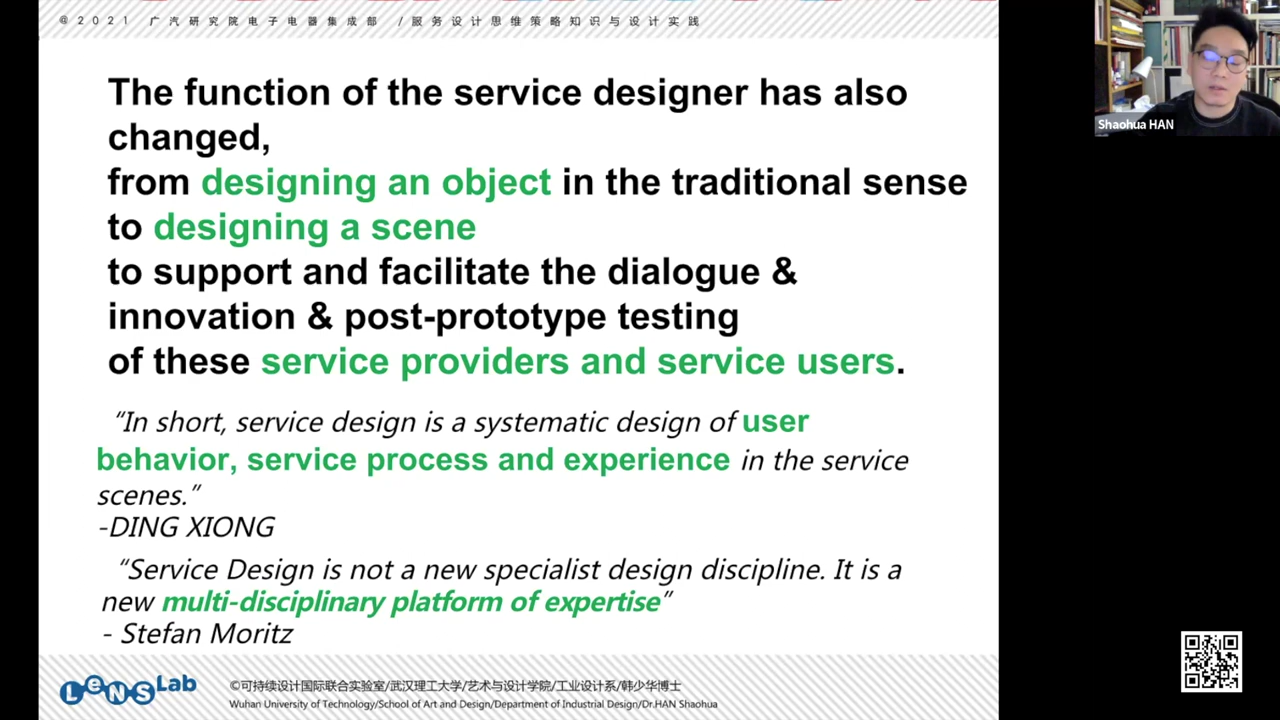 @2021 广汽研究院电子电器集成部 /服务设计思维策略知识与设计实践
Shaohua HAN
The function of the service designer has also
changed,
from designing an object in the traditional sense
to designing a scene
to support and facilitate the dialogue &
innovation & post-prototype testing
of these service providers and service users.
“In short, service design is a systematic design of user
behavior, service process and experience in the service
scenes.”
-DING XIONG
“Service Design is not a new specialist design discipline. It is a
new multi-disciplinary platform of expertise”
- Stefan Moritz
LeNS Lab
©可持续设计国际联合实验室/武汉理工大学/艺术与设计学院/工业设计系/韩少华博士
Wuhan University of Technology/School of Art and Design/Department of Industrial Design/Dr.HAN Shaohua